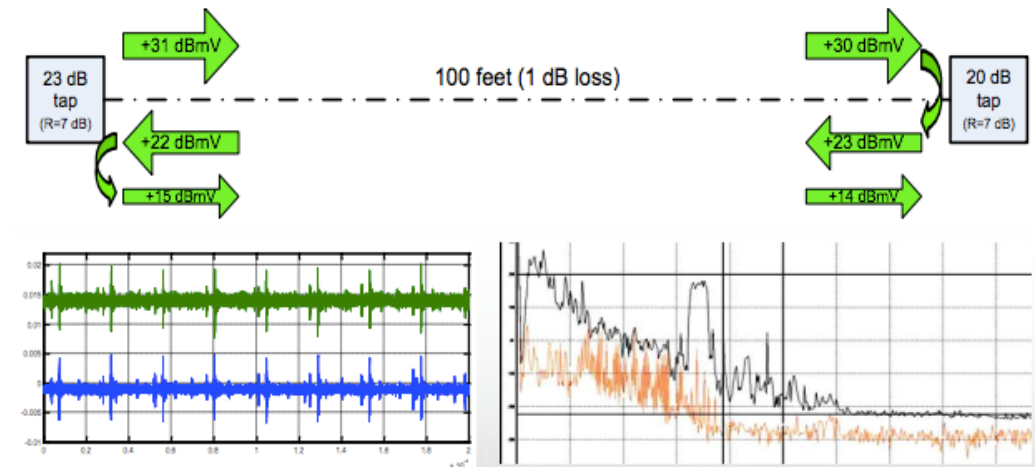 +31 dBmV
+30 dBmV
23 dB
tap
(R=7 dB)
100 feet (1 dB loss)
20 dB
tap
(R=7 dB)
+22 dBmV
+23 dBmV
+15 dBmV
+14 dBmV
0.02
0.015
0.01
0.005
0
-0.005
-0.01
0 0.2 0.4 0.6 0.8 1 1.2 1.4 1.6 1.8 2